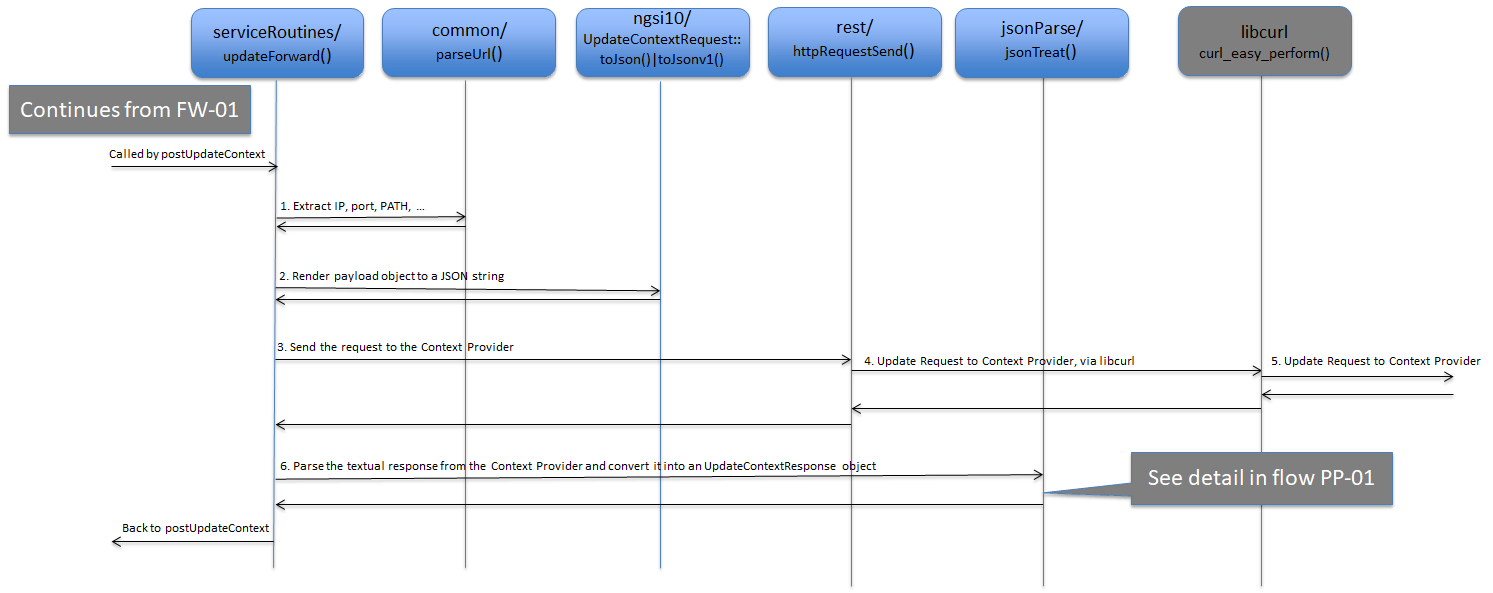 serviceRoutines/
updateForward()
common/
parseUrl()
ngsi10/
UpdateContextRequest::
toJson()|toJsonv1()
rest/
httpRequestSend()
jsonParse/
jsonTreat()
libcurl
curl_easy_perform()
Continues from FW-01
Called by postUpdateContext
1. Extract IP, port, PATH, ...
2. Render payload object to a JSON string
3. Send the request to the Context Provider
4. Update Request to Context Provider, via libcurl
5. Update Request to Context Provider
6. Parse the textual response from the Context Provider and convert it into an UpdateContextResponse object
See detail in flow PP-01
Back to postUpdateContext